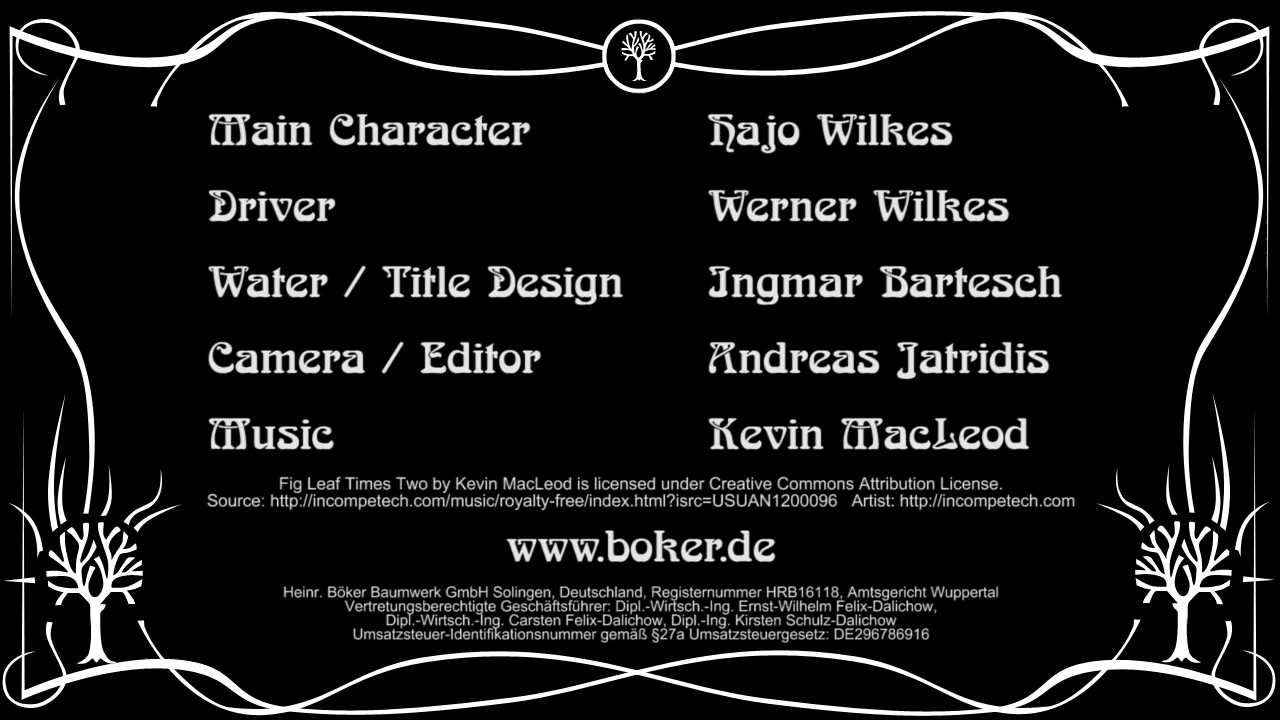 Main Character Hajo Wilkes
Driver Werner Wilkes
Water / Title Design Ingmar Bartesch
Camera / Editor Andreas Jatridis
Music Kevin MacLeod
Fig Leaf Times Two by Kevin MacLeod is licensed under Creative Commons Attribution License.
Source: http://incompetech.com/music/royalty-free/index.html?isrc=USUAN1200096 Artist: http://incompetech.com
www.boker.de
Heinr. Böker Baumwerk GmbH Solingen, Deutschland, Registernummer HRB16118, Amtsgericht Wuppertal
Vertretungsberechtigte Geschäftsführer: Dipl.-Wirtsch.-Ing. Ernst-Wilhelm Felix-Dalichow,
Dipl.-Wirtsch.-Ing. Carsten Felix-Dalichow, Dipl.-Ing. Kirsten Schulz-Dalichow
Umsatzsteuer-Identifikationsnummer gemäß §27a Umsatzsteuergesetz: DE296786916